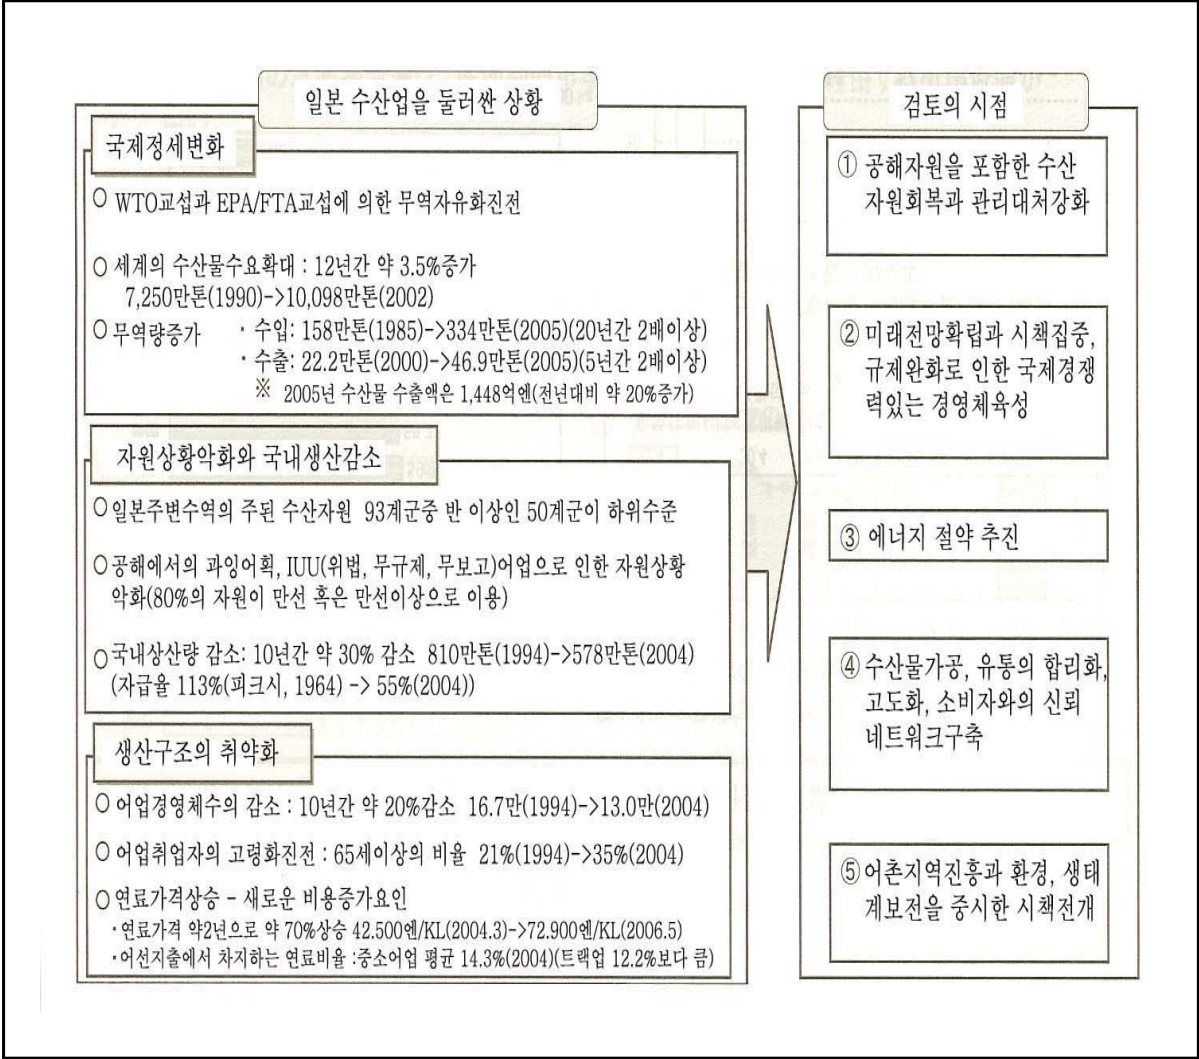 일본 수산업을 둘러싼 상황
국제정세변화
○ WTO교섭과 EPA/FTA교섭에 의한 무역자유화진전
○ 세계의 수산물수요확대 : 12년간 약 3.5%증가
7,250만톤(1990)->10,098만톤(2002)
○ 무역량증가 · 수입: 158만톤(1985)->334만톤(2005)(20년간 2배이상)
· 수출: 22.2만톤(2000)->46.9만톤(2005)(5년간 2배이상)
※ 2005년 수산물 수출액은 1,448억엔(전년대비 약 20%증가)
자원상황악화와 국내생산감소
○ 일본주변수역의 주된 수산자원 93계군중 반 이상인 50계군이 하위수준
○ 공해에서의 과잉어획, IUU(위법, 무규제, 무보고)어업으로 인한 자원상황
악화(80%의 자원이 만선 혹은 만선이상으로 이용)
○ 국내상산량 감소: 10년간 약 30% 감소 810만톤(1994)->578만톤(2004)
(자급율 113%(피크시, 1964) -> 55%(2004))
생산구조의 취약화
○ 어업경영체수의 감소 : 10년간 약 20%감소 16.7만(1994)->13.0만(2004)
○ 어업취업자의 고령화진전 : 65세이상의 비율 21%(1994)->35%(2004)
○ 연료가격상승 - 새로운 비용증가요인
·연료가격 약2년으로 약 70%상승 42.500엔/KL(2004.3)->72.900엔/KL(2006.5)
·어선지출에서 차지하는 연료비율 :중소어업 평균 14.3%(2004)(트랙업 12.2%보다 큼)
검토의 시점
① 공해자원을 포함한 수산
자원회복과 관리대처강화
② 미래전망확립과 시책집중,
규제완화로 인한 국제경쟁
력있는 경영체육성
③ 에너지 절약 추진
④ 수산물가공, 유통의 합리화,
고도화, 소비자와의 신뢰
네트워크구축
⑤ 어촌지역진흥과 환경, 생태
계보전을 중시한 시책전개